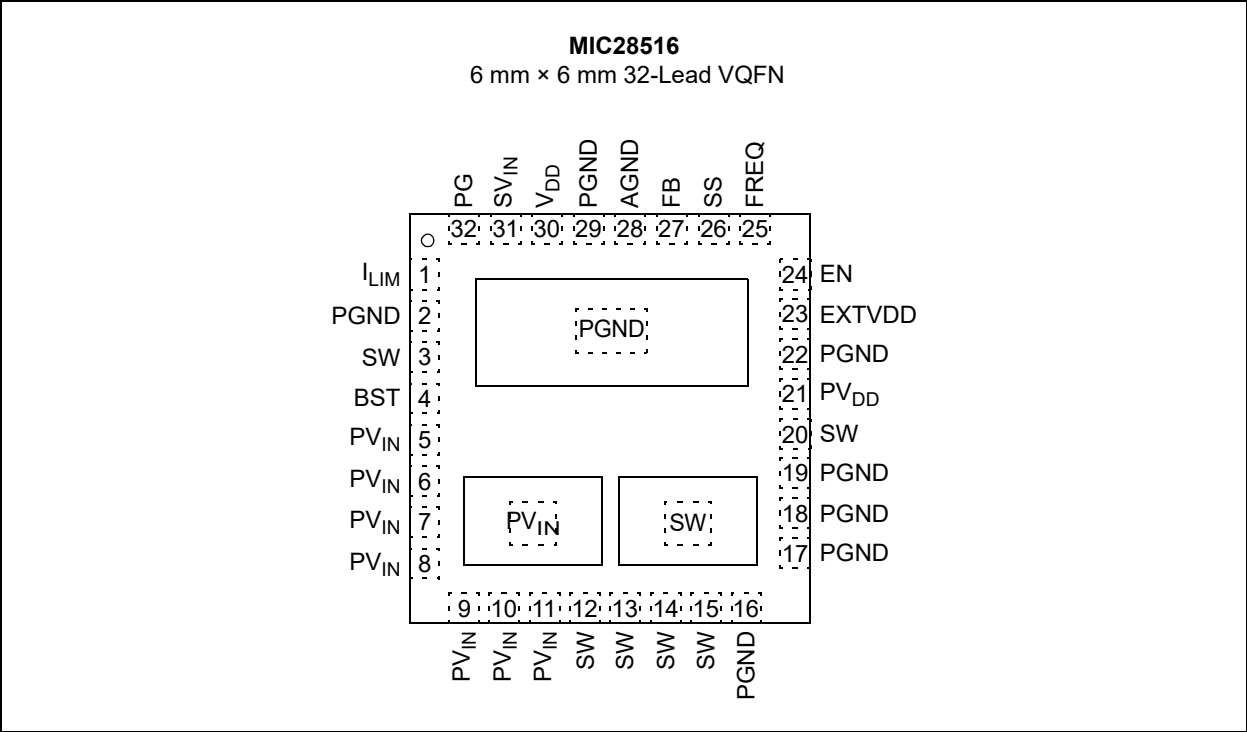 MIC28516
6 mm × 6 mm 32-Lead VQFN
PG SVIN VDD PGND AGND FB SS FREQ
32 31 30 29 28 27 26 25
ILIM 1 24 EN
PGND 2 23 EXTVDD
PGND
SW 3 22 PGND
BST 4 21 PVDD
PVIN 5 20 SW
PVIN 6 19 PGND
PVIN 7 18 PGND
PVIN SW
PVIN 8 17 PGND
9 10 11 12 13 14 15 16
PVIN PVIN PVIN SW SW SW SW PGND